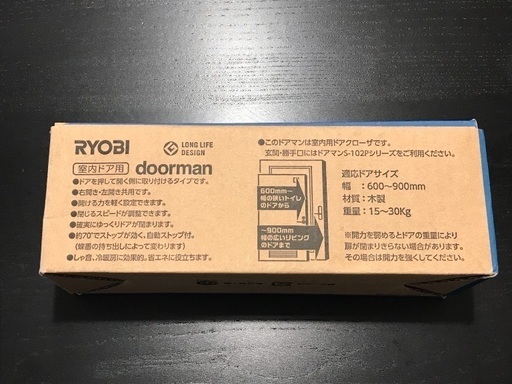 RYOBI
LONG LIFE
DESIGN
室内ドア用 doorman
●ドアを押して開く側に取り付けるタイプです。
●右開き・左開き共用です。
●開ける力を軽く設定できます。
●閉じるスピードが調整できます。
●確実にゆっくりドアが閉まります。
●約70°でストップが効く、自動ストップ付。
(蝶番の持ち出しによって変わります)
●しゃ音、冷暖房に効果的。省エネに役立ちます。
●このドアマンは室内用ドアクローザです。
玄関・勝手口にはドアマンS-102Pシリーズをご利用ください。
600mm〜
幅の狭いトイレ
のドアから
〜900mm
幅の広いリビング
のドアまで
適応ドアサイズ
幅 :600〜900mm
材質:木製
重量:15〜30Kg
※開力を弱めるとドアの重量により
扉が閉まりきらない場合があります。
その場合は開力を強くしてください。